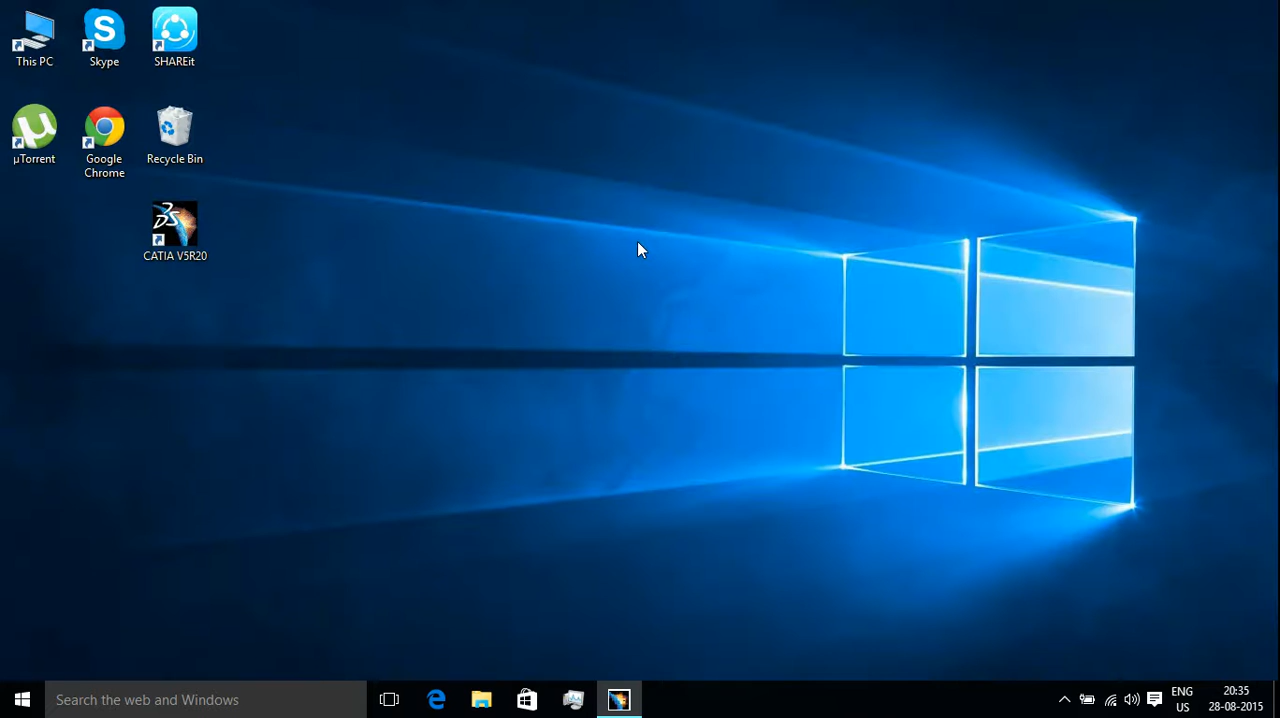 This PC
Skype
SHAREit
µTorrent
Google
Chrome
Recycle Bin
CATIA V5R20
Search the web and Windows
ENG
US
20:35
28-08-2015